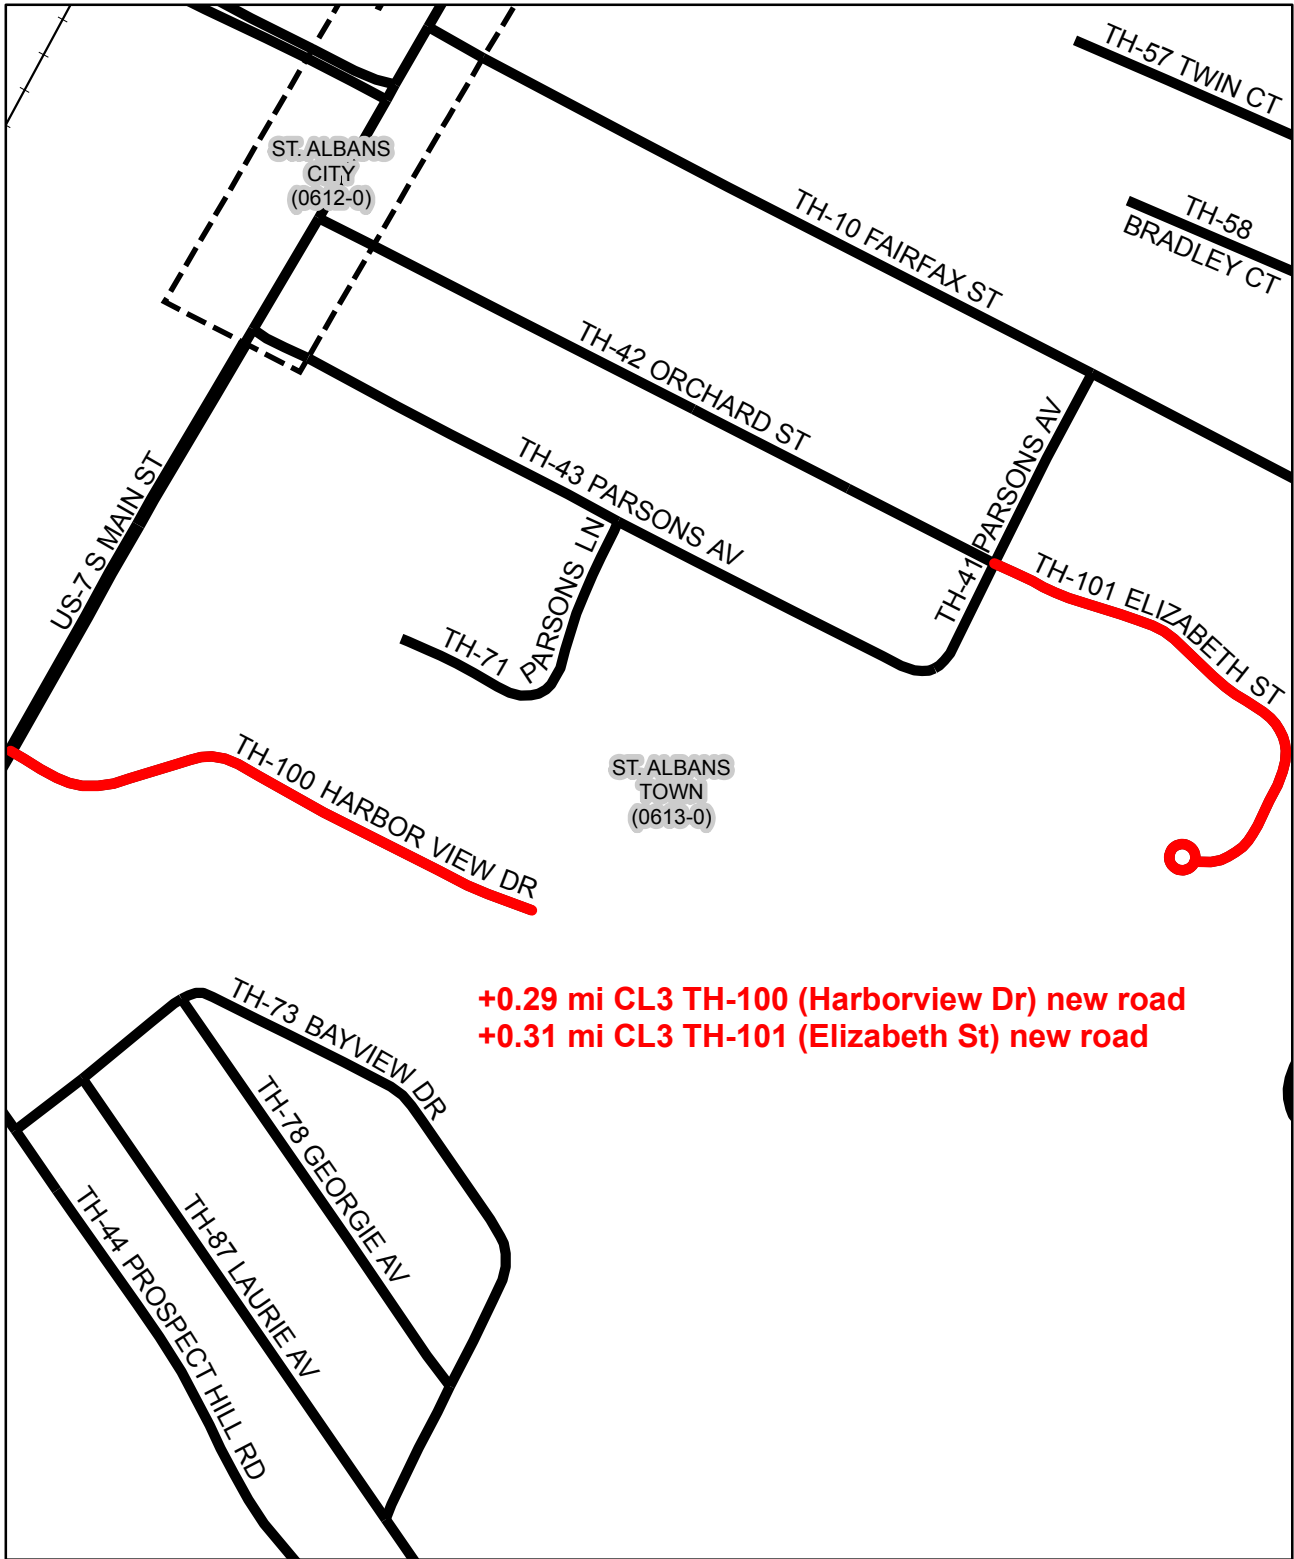 TH-57 TWIN CT
ST. ALBANS
CITY
(0612-0)
TH-10 FAIRFAX ST
TH-58
BRADLEY CT
TH-42 ORCHARD ST
TH-43 PARSONS AV
TH-41 PARSONS AV
US-7 S MAIN ST
TH-71 PARSONS LN
TH-101 ELIZABETH ST
TH-100 HARBOR VIEW DR
ST. ALBANS
TOWN
(0613-0)
+0.29 mi CL3 TH-100 (Harborview Dr) new road
+0.31 mi CL3 TH-101 (Elizabeth St) new road
TH-73 BAYVIEW DR
TH-78 GEORGIE AV
TH-87 LAURIE AV
TH-44 PROSPECT HILL RD